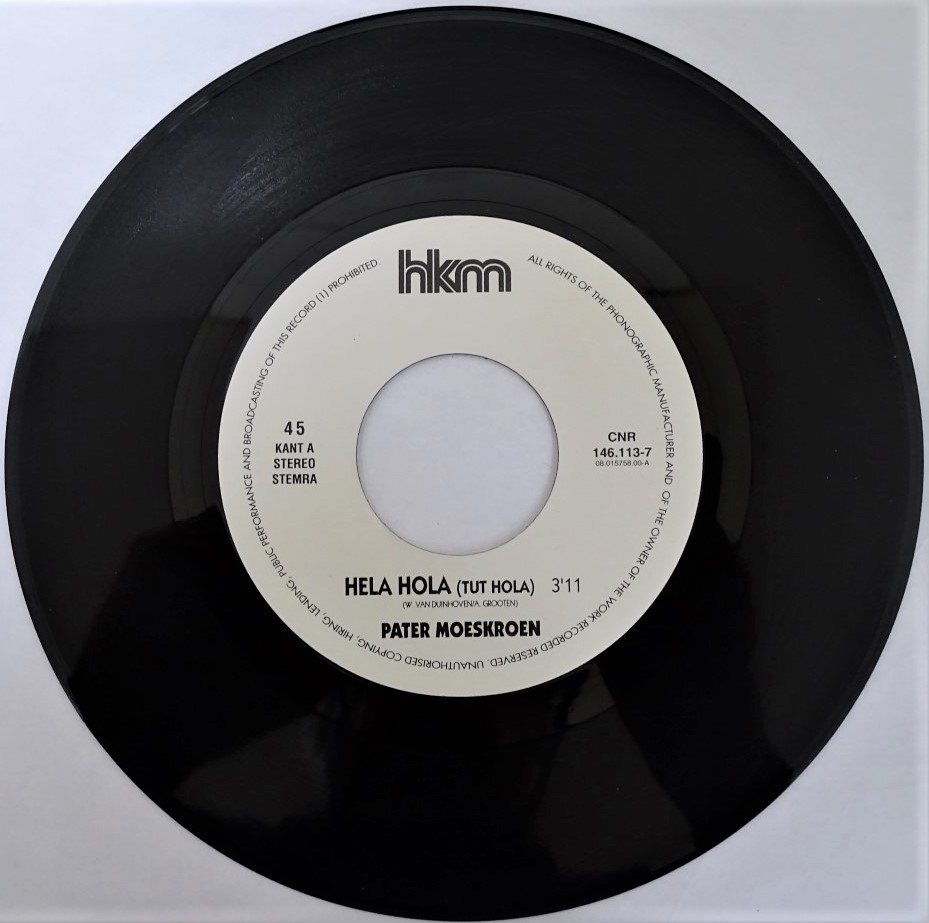 hkm
ALL RIGHTS OF THE PHONOGRAPHIC MANUFACTURER AND OF THE OWNER OF THE WORK RECORDED RESERVED. UNAUTHORISED COPYING, HIRING, LENDING, PUBLIC PERFORMANCE AND BROADCASTING OF THIS RECORD (1) PROHIBITED.
45
KANT A
STEREO
STEMRA
CNR
146.113-7
08.015758.00-A
HELA HOLA (TUT HOLA) 3'11
(W. VAN DUINHOVEN/A. GROOTEN)
PATER MOESKROEN